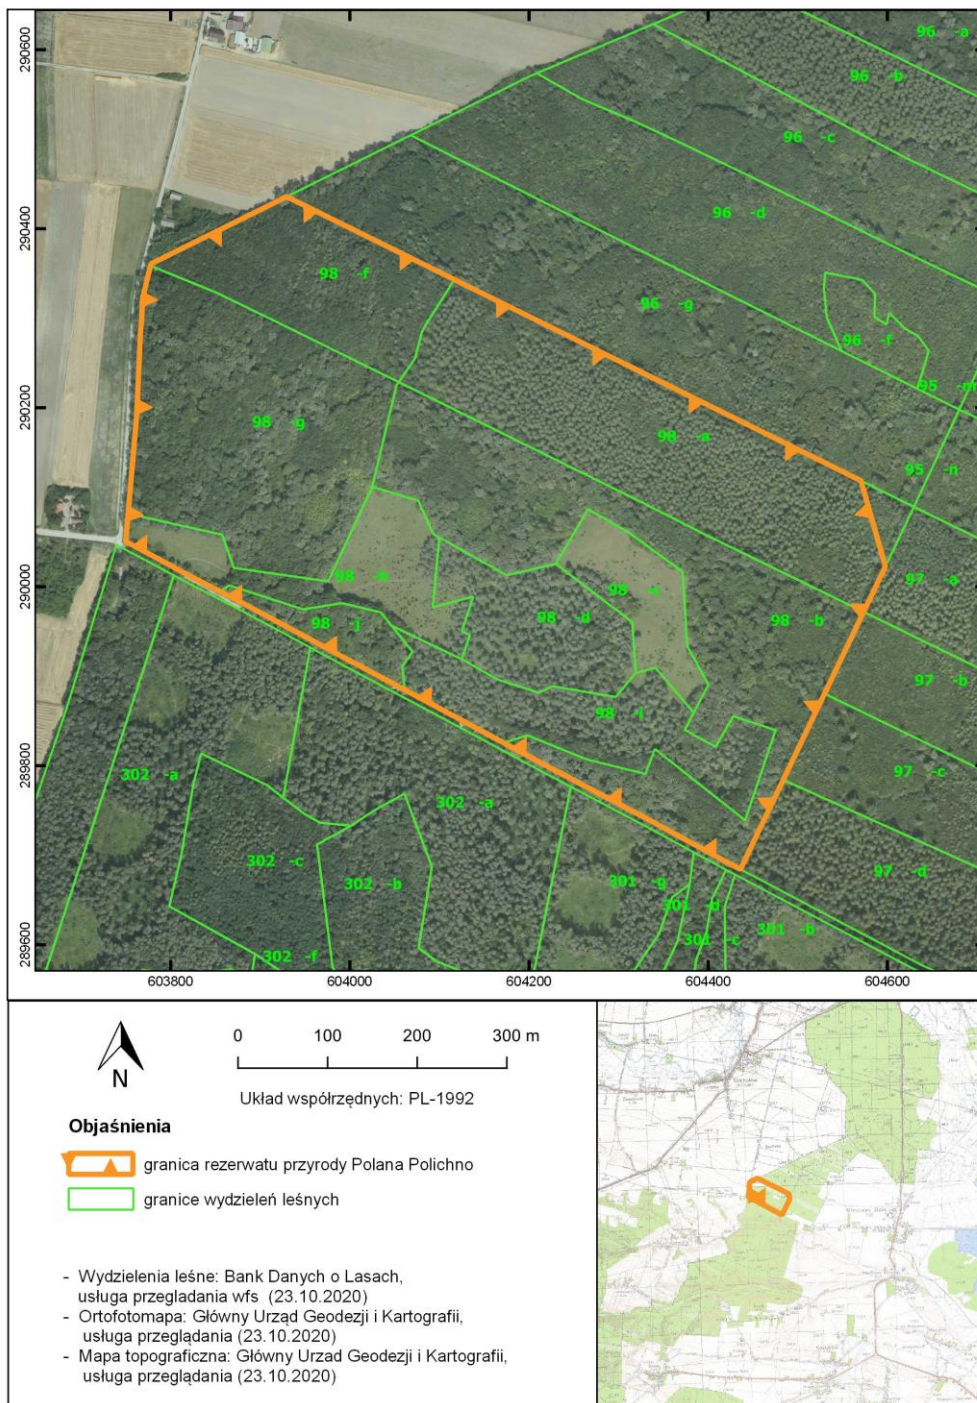 96 -a
290600
96 -b
96 -c
96 -d
290400
98 -f
96 -g
96 -f
95 -m
290200
98 -g
98 -a
95 -n
98 -h
98 -c
97 -a
290000
98 -j
98 -d
98 -b
97 -b
98 -i
289800
302 -a
97 -c
302 -a
302 -c
302 -b
301 -g
97 -d
301 -d
301 -b
301 -c
302 -f
289600
603800 604000 604200 604400 604600
N
0 100 200 300 m
Układ współrzędnych: PL-1992
Objaśnienia
granica rezerwatu przyrody Polana Polichno
granice wydzieleń leśnych
- Wydzielenia leśne: Bank Danych o Lasach,
usługa przegladania wfs (23.10.2020)
- Ortofotomapa: Główny Urząd Geodezji i Kartografii,
usługa przeglądania (23.10.2020)
- Mapa topograficzna: Główny Urzad Geodezji i Kartografii,
usługa przeglądania (23.10.2020)